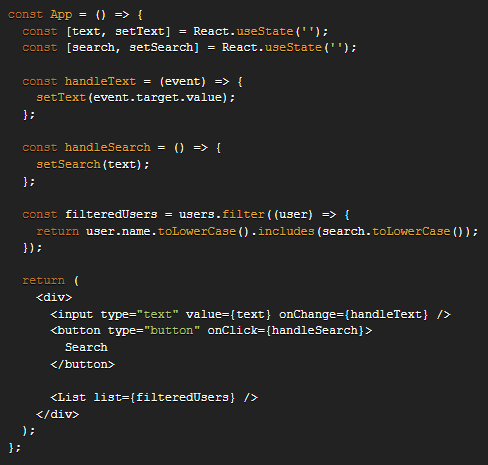 const App = () => {
  const [text, setText] = React.useState('');
  const [search, setSearch] = React.useState('');

  const handleText = (event) => {
    setText(event.target.value);
  };

  const handleSearch = () => {
    setSearch(text);
  };

  const filteredUsers = users.filter((user) => {
    return user.name.toLowerCase().includes(search.toLowerCase());
  });

  return (
    <div>
      <input type="text" value={text} onChange={handleText} />
      <button type="button" onClick={handleSearch}>
        Search
      </button>

      <List list={filteredUsers} />
    </div>
  );
};